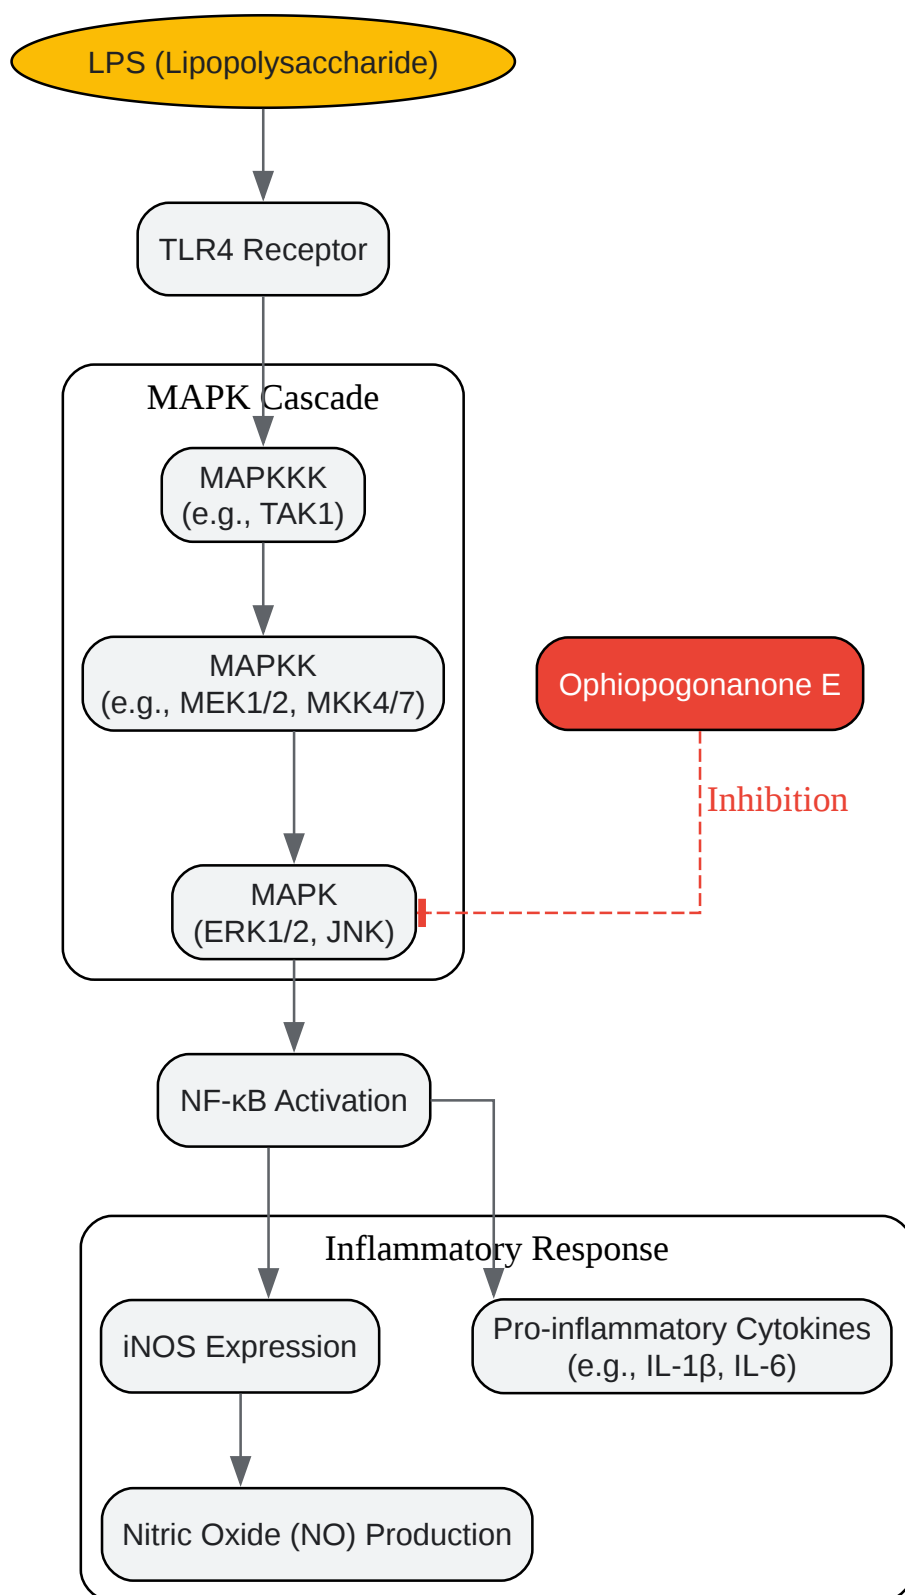 LPS (Lipopolysaccharide)
TLR4 Receptor
MAPK Cascade
MAPKKK
(e.g., TAK1)
MAPKK
(e.g., MEK1/2, MKK4/7)
Ophiopogonanone E
Inhibition
MAPK
(ERK1/2, JNK)
NF-κB Activation
Inflammatory Response
iNOS Expression
Pro-inflammatory Cytokines
(e.g., IL-1β, IL-6)
Nitric Oxide (NO) Production